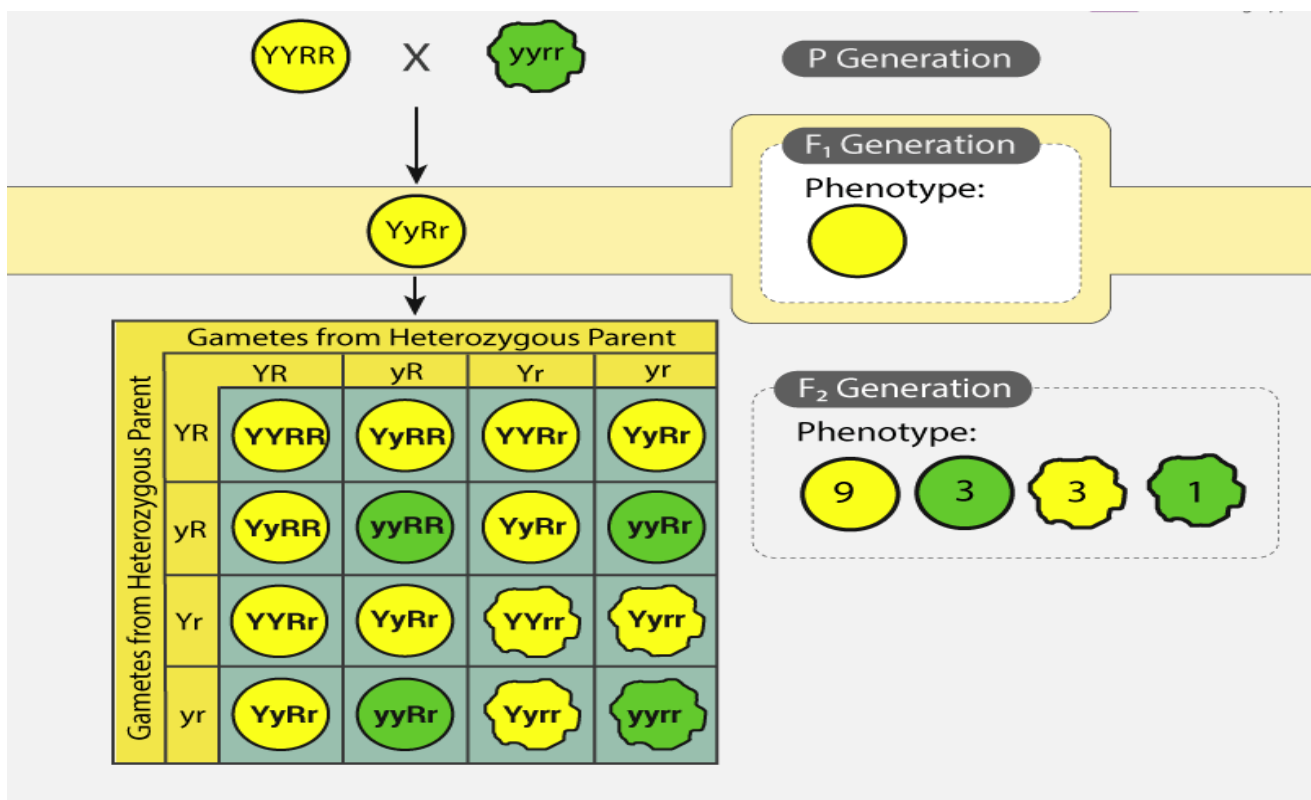 YYRR X yyrr
P Generation
F₁ Generation
Phenotype:
YyRr
Gametes from Heterozygous Parent
Gametes from Heterozygous Parent
YR yR Yr yr
YR YYRR YyRR YYRr YyRr
yR YyRR yyRR YyRr yyRr
Yr YYRr YyRr YYrr Yyrr
yr YyRr yyRr Yyrr yyrr
F₂ Generation
Phenotype:
9 3 3 1